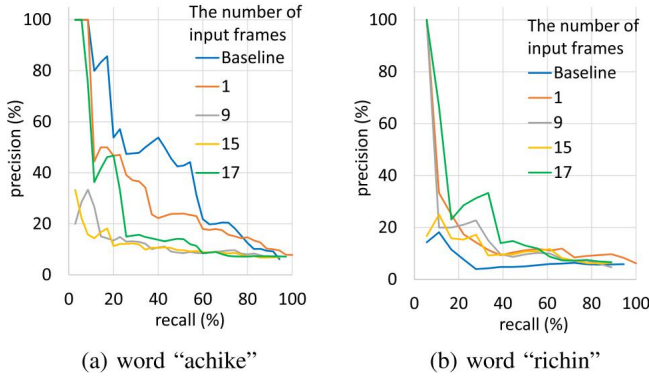 The number of
input frames
Baseline
1
9
15
17
precision (%)
100
80
60
40
20
0
0 20 40 60 80 100
recall (%)
(a) word “achike”
The number of
input frames
Baseline
1
9
15
17
precision (%)
100
80
60
40
20
0
0 20 40 60 80 100
recall (%)
(b) word “richin”